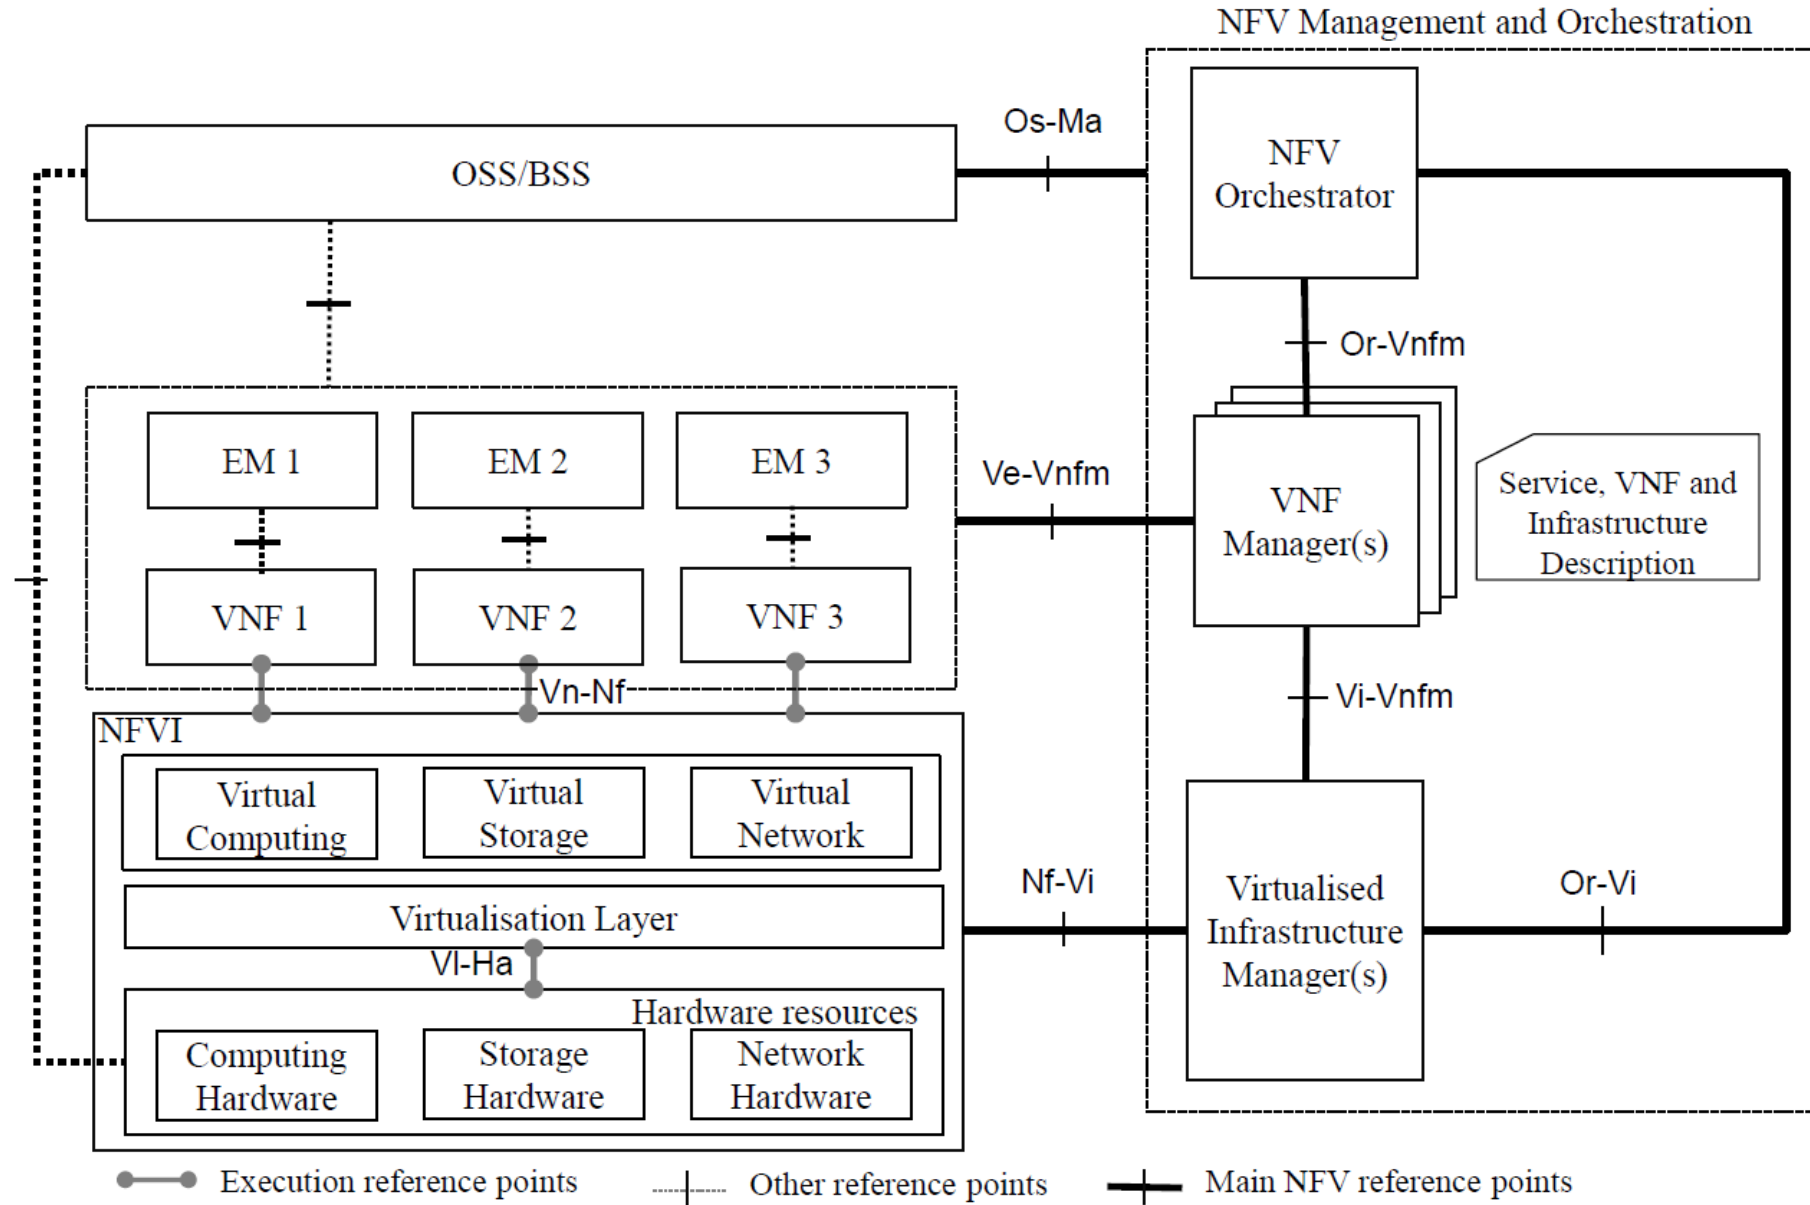 NFV Management and Orchestration
Os-Ma
OSS/BSS
NFV
Orchestrator
Or-Vnfm
EM 1
EM 2
EM 3
Ve-Vnfm
VNF
Manager(s)
Service, VNF and
Infrastructure
Description
VNF 1
VNF 2
VNF 3
Vn-Nf
Vi-Vnfm
NFVI
Virtual
Computing
Virtual
Storage
Virtual
Network
Nf-Vi
Virtualised
Infrastructure
Manager(s)
Or-Vi
Virtualisation Layer
Vl-Ha
Hardware resources
Computing
Hardware
Storage
Hardware
Network
Hardware
Execution reference points
Other reference points
Main NFV reference points